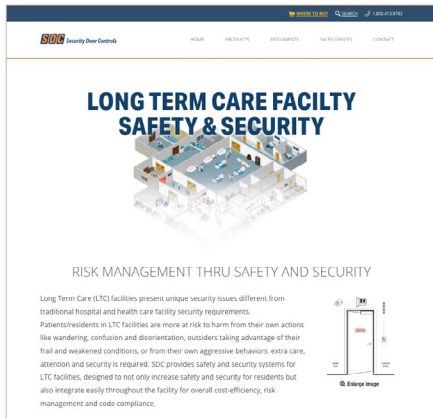 WHERE TO BUY SEARCH 1.800.413.8783
SDC Security Door Controls
HOME PRODUCTS DOCUMENTS SALES OFFICES CONTACT
LONG TERM CARE FACILTY
SAFETY & SECURITY
RISK MANAGEMENT THRU SAFETY AND SECURITY
Long Term Care (LTC) facilities present unique security issues different from
traditional hospital and health care facility security requirements.
Patients/residents in LTC facilities are more at risk to harm from their own actions
like wandering, confusion and disorientation, outsiders taking advantage of their
frail and weakened conditions, or from their own aggressive behaviors. extra care,
attention and security is required. SDC provides safety and security systems for
LTC facilities, designed to not only increase safety and security for residents but
also integrate easily throughout the facility for overall cost-efficiency, risk
management and code compliance.
Enlarge Image